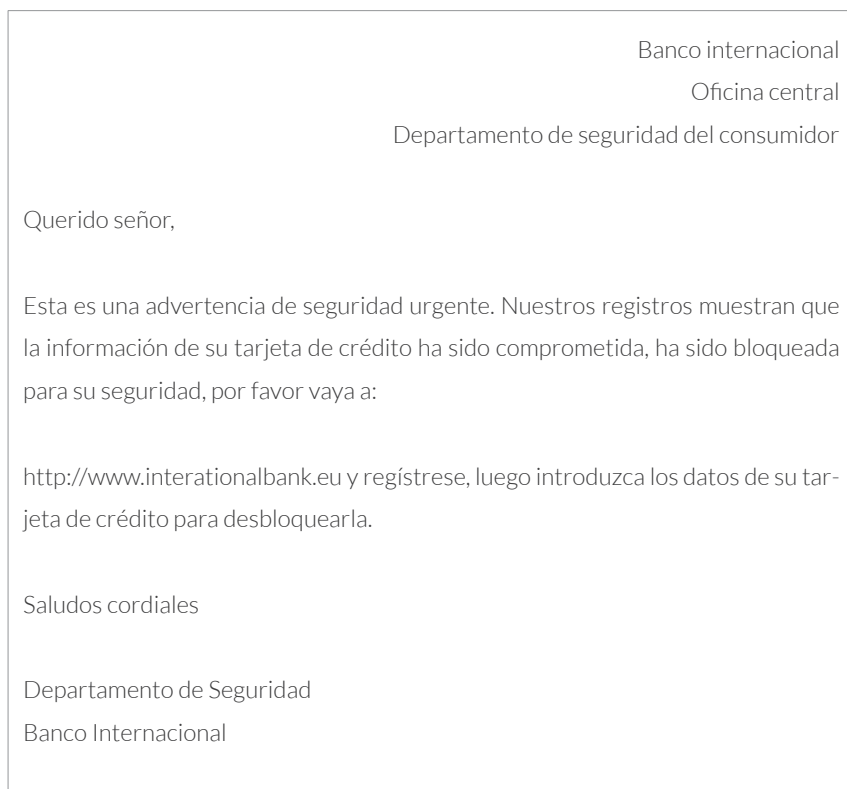 Banco internacional
Oficina central
Departamento de seguridad del consumidor
Querido señor,
Esta es una advertencia de seguridad urgente. Nuestros registros muestran que
la información de su tarjeta de crédito ha sido comprometida, ha sido bloqueada
para su seguridad, por favor vaya a:
http://www.interationalbank.eu y regístrese, luego introduzca los datos de su tar-
jeta de crédito para desbloquearla.
Saludos cordiales
Departamento de Seguridad
Banco Internacional